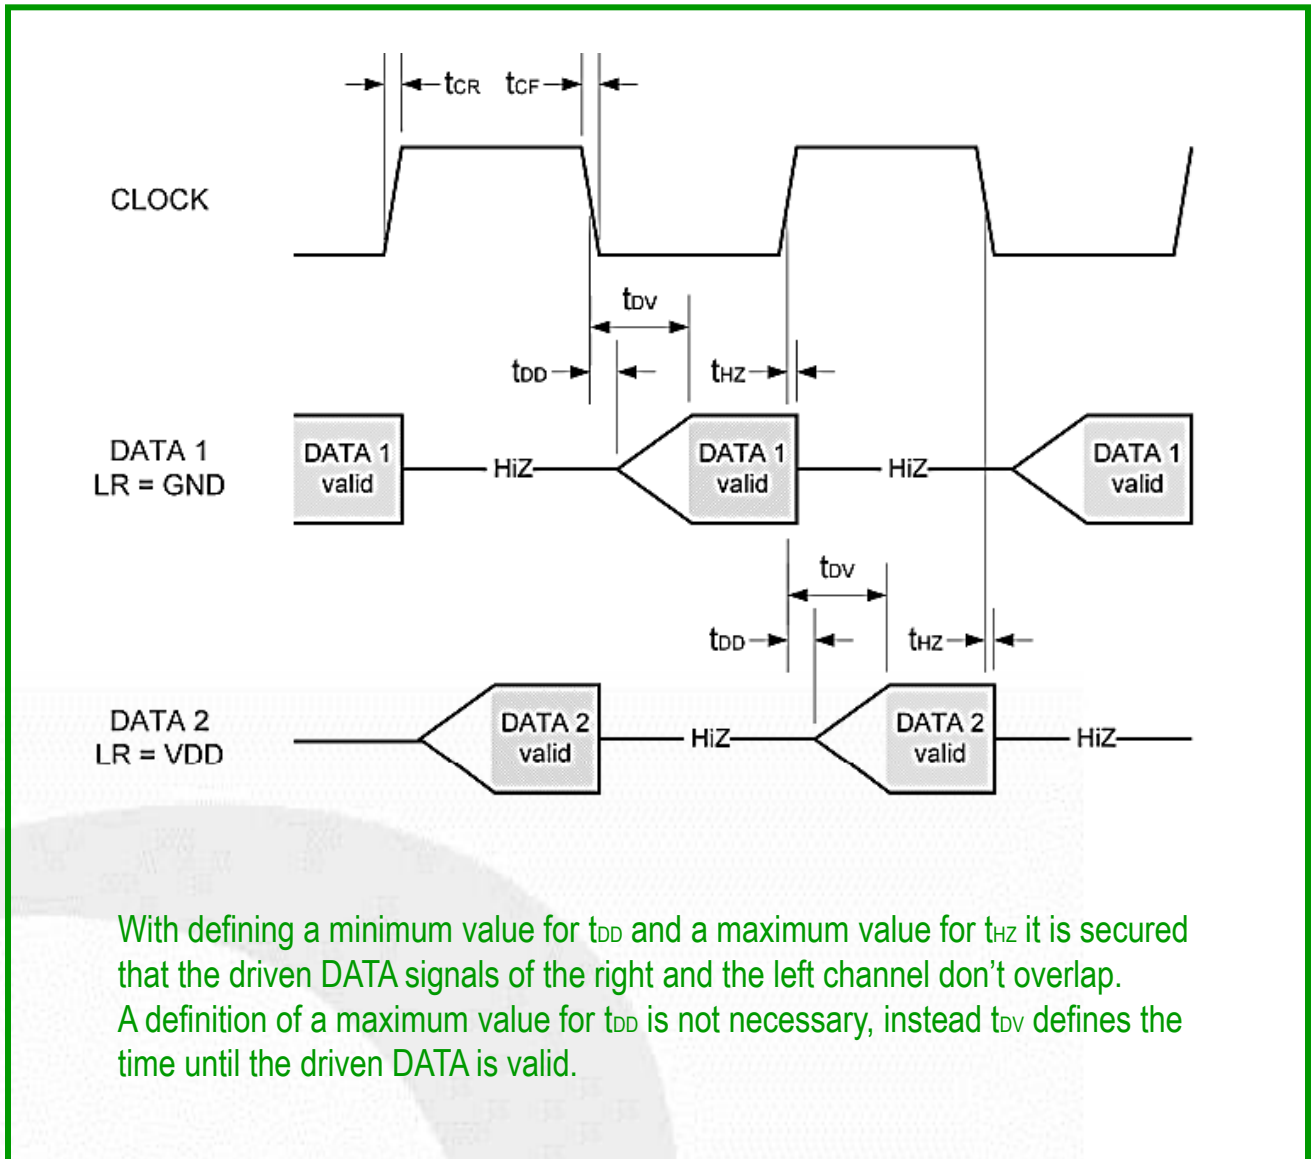 tCR tCF
CLOCK
tDV
tDD tHZ
DATA 1
LR = GND
DATA 1
valid
HiZ
DATA 1
valid
HiZ
DATA 1
valid
tDV
tDD tHZ
DATA 2
LR = VDD
DATA 2
valid
HiZ
DATA 2
valid
HiZ
With defining a minimum value for tDD and a maximum value for tHZ it is secured
that the driven DATA signals of the right and the left channel don’t overlap.
A definition of a maximum value for tDD is not necessary, instead tDV defines the
time until the driven DATA is valid.